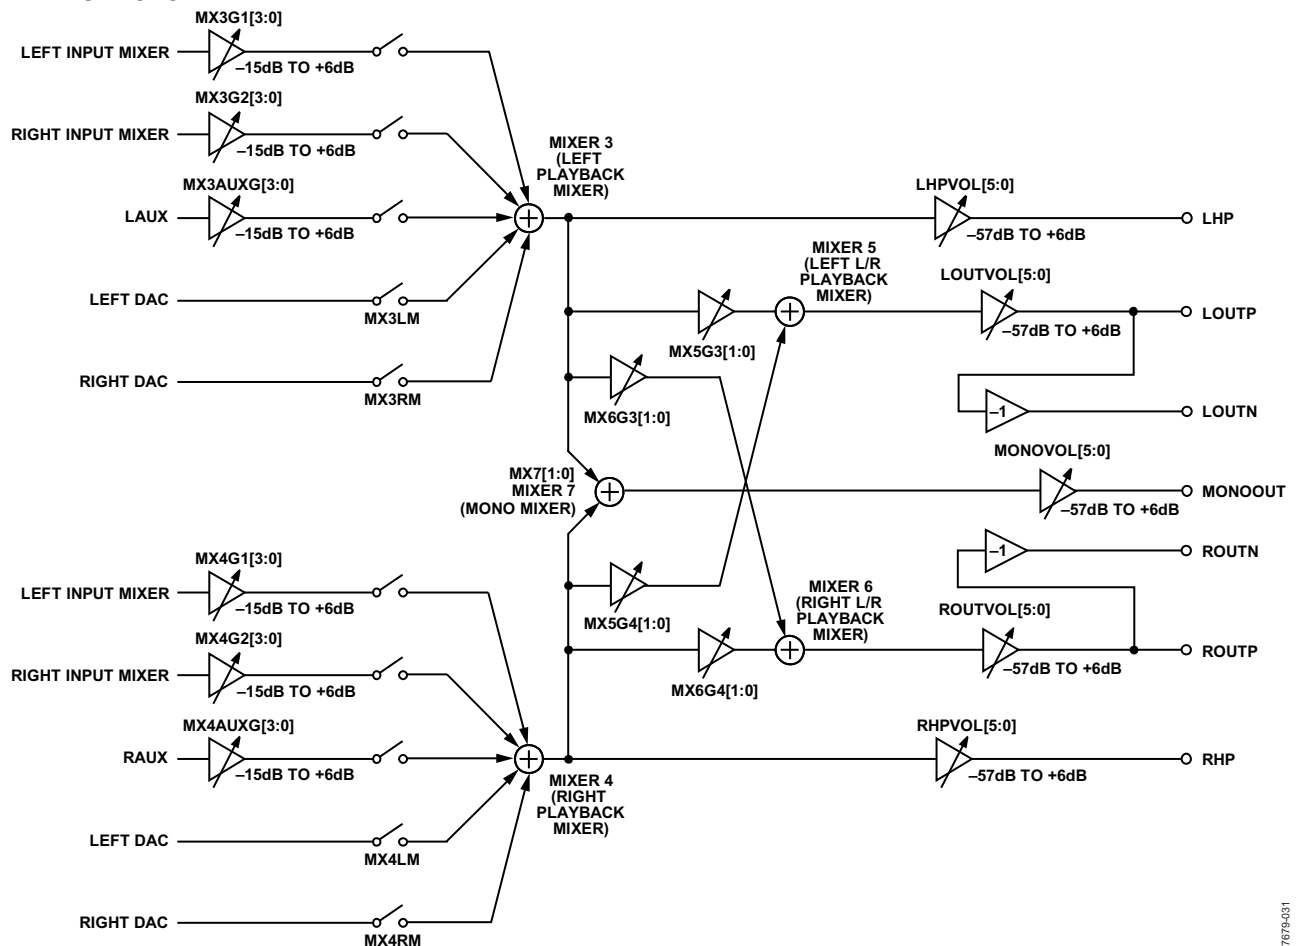 MX3G1[3:0]
LEFT INPUT MIXER
–15dB TO +6dB
MX3G2[3:0]
RIGHT INPUT MIXER
–15dB TO +6dB
MIXER 3
(LEFT
PLAYBACK
MIXER)
MX3AUXG[3:0]
LHPVOL[5:0]
LAUX
–15dB TO +6dB
–57dB TO +6dB
LHP
MIXER 5
(LEFT L/R
PLAYBACK
MIXER)
LOUTVOL[5:0]
LEFT DAC
MX3LM
MX5G3[1:0]
–57dB TO +6dB
LOUTP
RIGHT DAC
MX3RM
MX6G3[1:0]
–1
LOUTN
MONOVOL[5:0]
MX7[1:0]
MIXER 7
(MONO MIXER)
–57dB TO +6dB
MONOOUT
–1
ROUTN
MX4G1[3:0]
LEFT INPUT MIXER
–15dB TO +6dB
MX5G4[1:0]
MIXER 6
(RIGHT L/R
PLAYBACK
MIXER)
ROUTVOL[5:0]
MX4G2[3:0]
RIGHT INPUT MIXER
–15dB TO +6dB
MX6G4[1:0]
–57dB TO +6dB
ROUTP
MX4AUXG[3:0]
RHPVOL[5:0]
RAUX
–15dB TO +6dB
–57dB TO +6dB
RHP
MIXER 4
(RIGHT
PLAYBACK
MIXER)
LEFT DAC
MX4LM
RIGHT DAC
MX4RM
7679-031